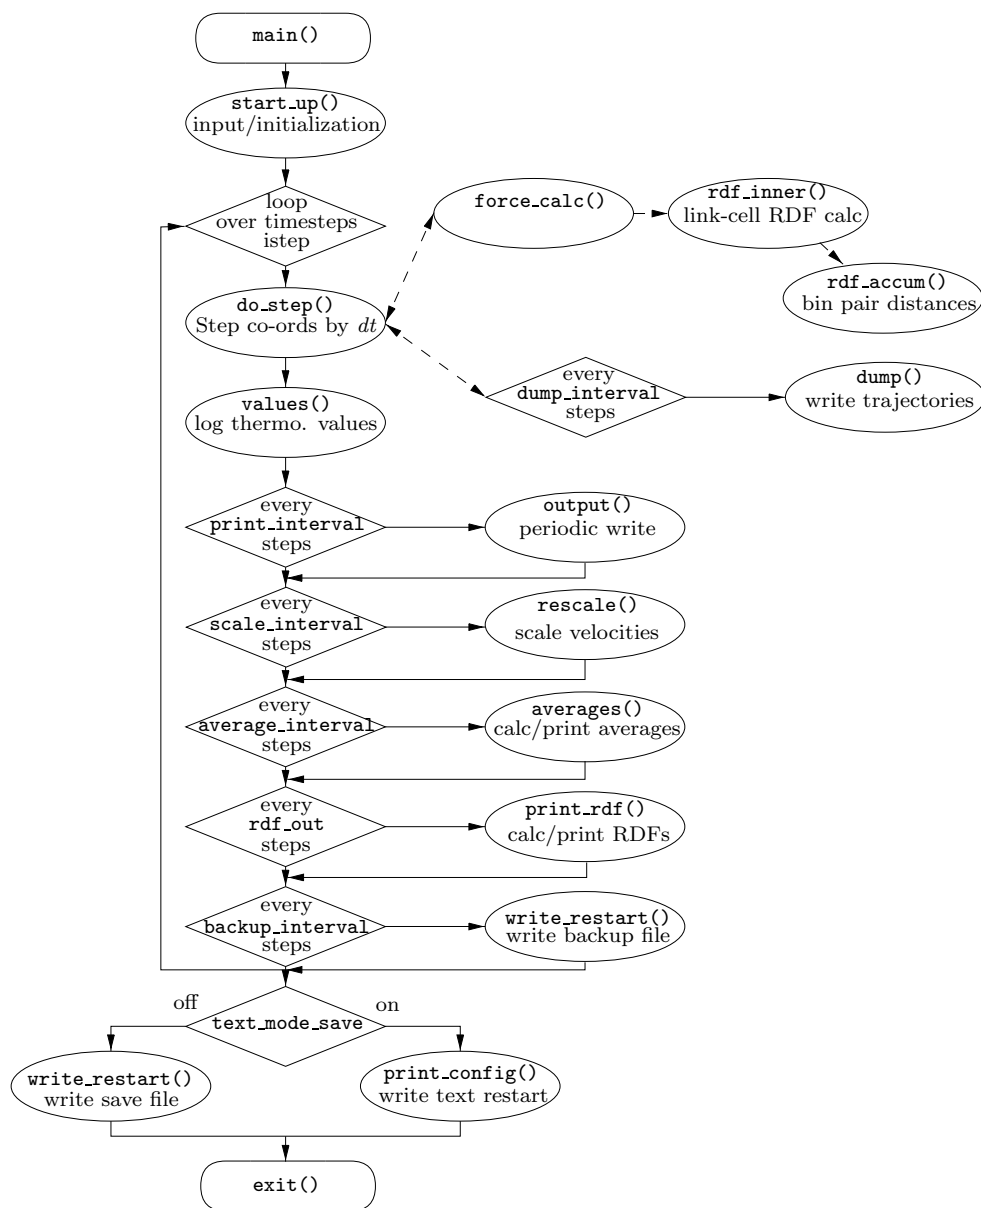 main()
start_up()
input/initialization
loop
over timesteps
istep
force_calc()
rdf_inner()
link-cell RDF calc
rdf_accum()
bin pair distances
do_step()
Step co-ords by dt
every
dump_interval
steps
dump()
write trajectories
values()
log thermo. values
every
print_interval
steps
output()
periodic write
every
scale_interval
steps
rescale()
scale velocities
every
average_interval
steps
averages()
calc/print averages
every
rdf_out
steps
print_rdf()
calc/print RDFs
every
backup_interval
steps
write_restart()
write backup file
off
on
text_mode_save
write_restart()
write save file
print_config()
write text restart
exit()